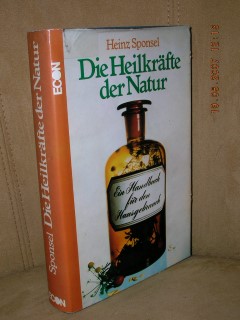 Heinz Sponsel
Die Heilkräfte
der Natur
Ein Handbuch
für den
Hausgebrauch
Sponsel Die Heilkräfte der Natur
ECON
ECON